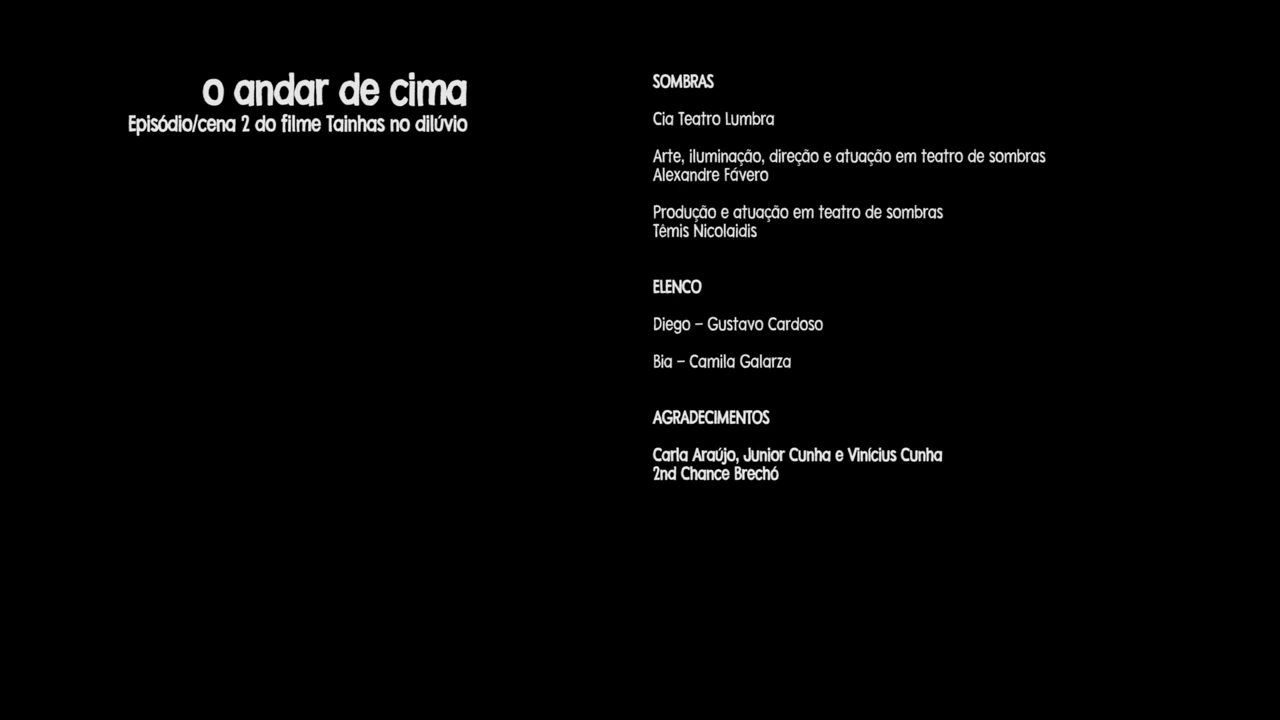 o andar de cima
Episódio/cena 2 do filme Tainhas no dilúvio
SOMBRAS
Cia Teatro Lumbra
Arte, iluminação, direção e atuação em teatro de sombras
Alexandre Fávero
Produção e atuação em teatro de sombras
Têmis Nicolaidis
ELENCO
Diego – Gustavo Cardoso
Bia – Camila Galarza
AGRADECIMENTOS
Carla Araújo, Junior Cunha e Vinícius Cunha
2nd Chance Brechó